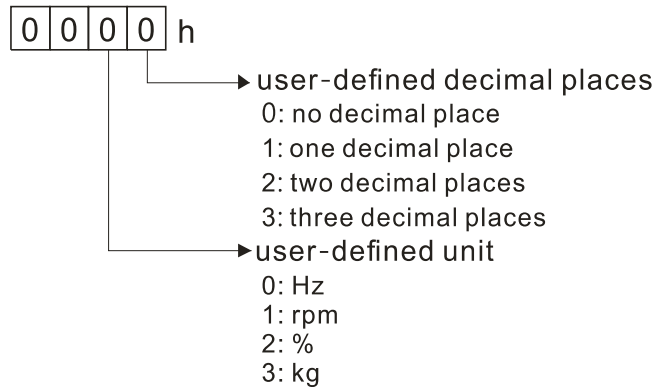 0 0 0 0 h
user-defined decimal places
0: no decimal place
1: one decimal place
2: two decimal places
3: three decimal places
user-defined unit
0: Hz
1: rpm
2: %
3: kg